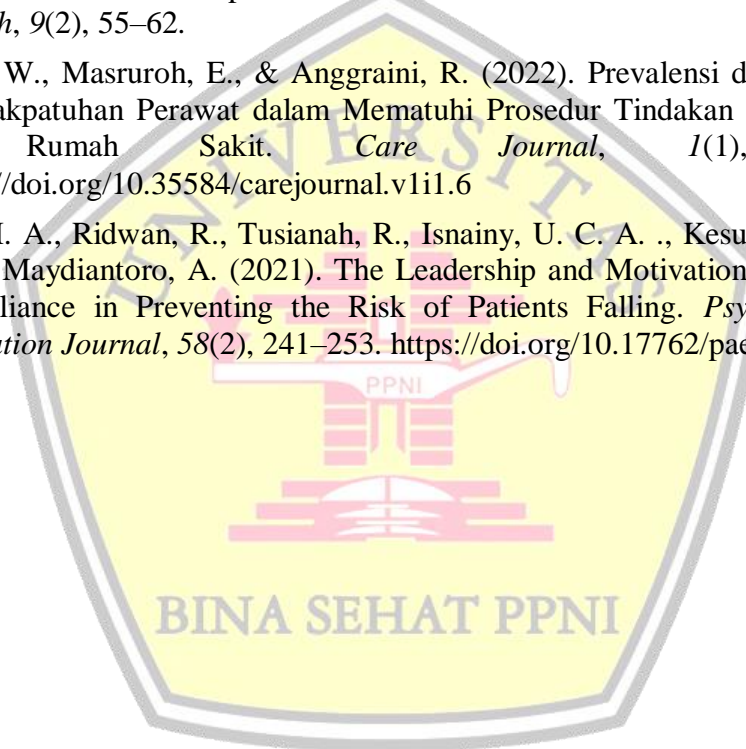 h, 9(2), 55–62.
W., Masruroh, E., & Anggraini, R. (2022). Prevalensi d
akpatuhan Perawat dalam Mematuhi Prosedur Tindakan
Rumah Sakit. Care Journal, 1(1),
//doi.org/10.35584/carejournal.v1i1.6
A., Ridwan, R., Tusianah, R., Isnainy, U. C. A. ., Kesu
Maydiantoro, A. (2021). The Leadership and Motivation
liance in Preventing the Risk of Patients Falling. Psy
tion Journal, 58(2), 241–253. https://doi.org/10.17762/pae
UNIVERSITAS
PPNI
BINA SEHAT PPNI